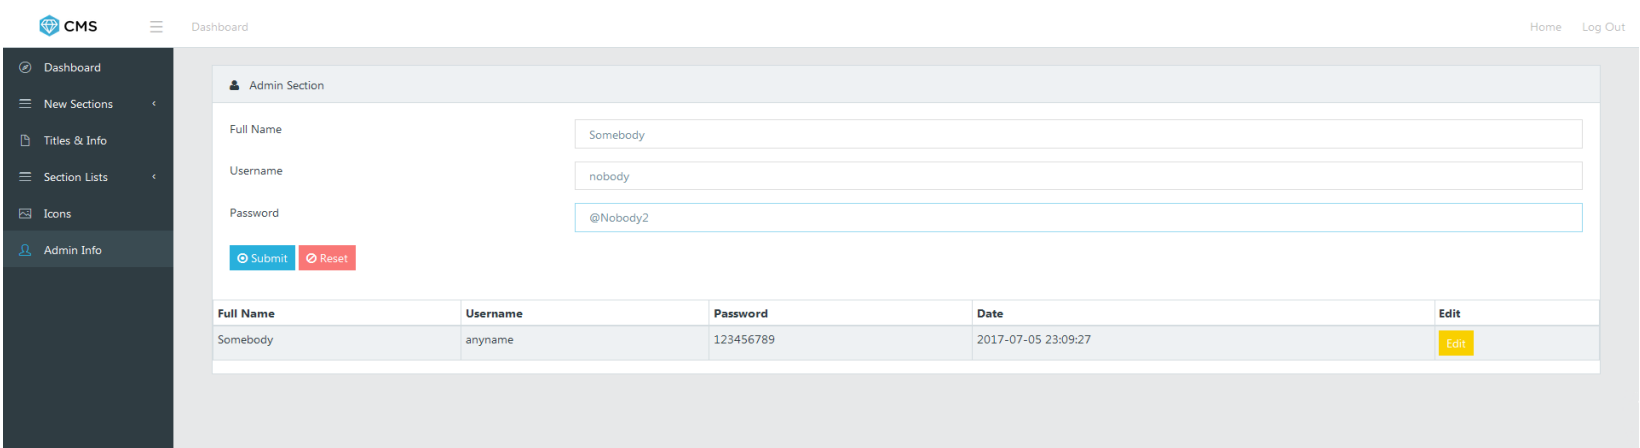 CMS Dashboard Home Log Out
Dashboard
New Sections
Titles & Info
Section Lists
Icons
Admin Info
Admin Section
Full Name Somebody
Username nobody
Password @Nobody2
Submit Reset
Full Name Username Password Date Edit
Somebody anyname 123456789 2017-07-05 23:09:27 Edit